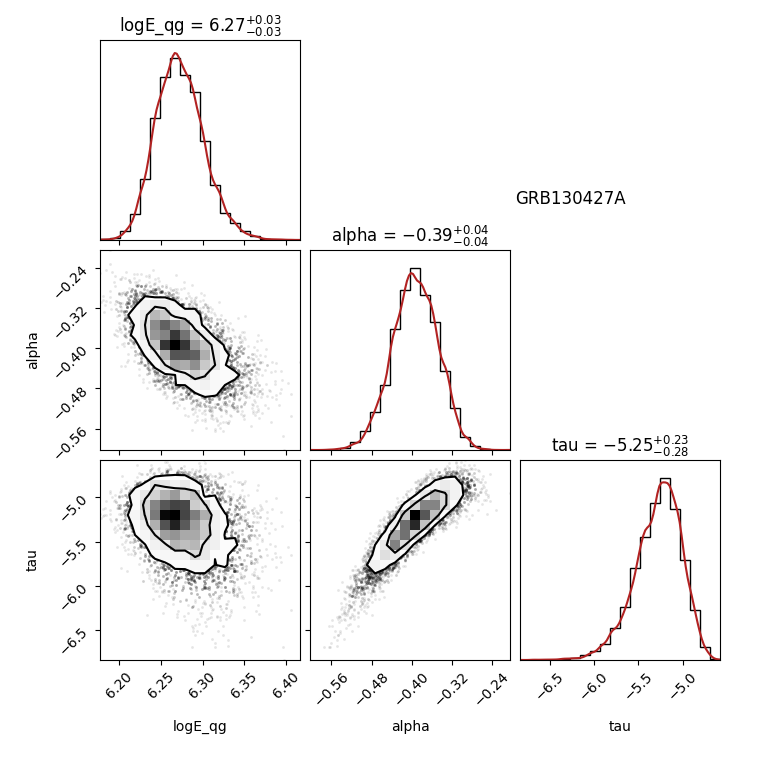 logE_qg = 6.27+0.03−0.03
GRB130427A
alpha = −0.39+0.04−0.04
−0.24
−0.32
−0.40
−0.48
−0.56
alpha
tau = −5.25+0.23−0.28
−5.0
−5.5
−6.0
−6.5
tau
6.20 6.25 6.30 6.35 6.40
−0.56 −0.48 −0.40 −0.32 −0.24
−6.5 −6.0 −5.5 −5.0
logE_qg alpha tau